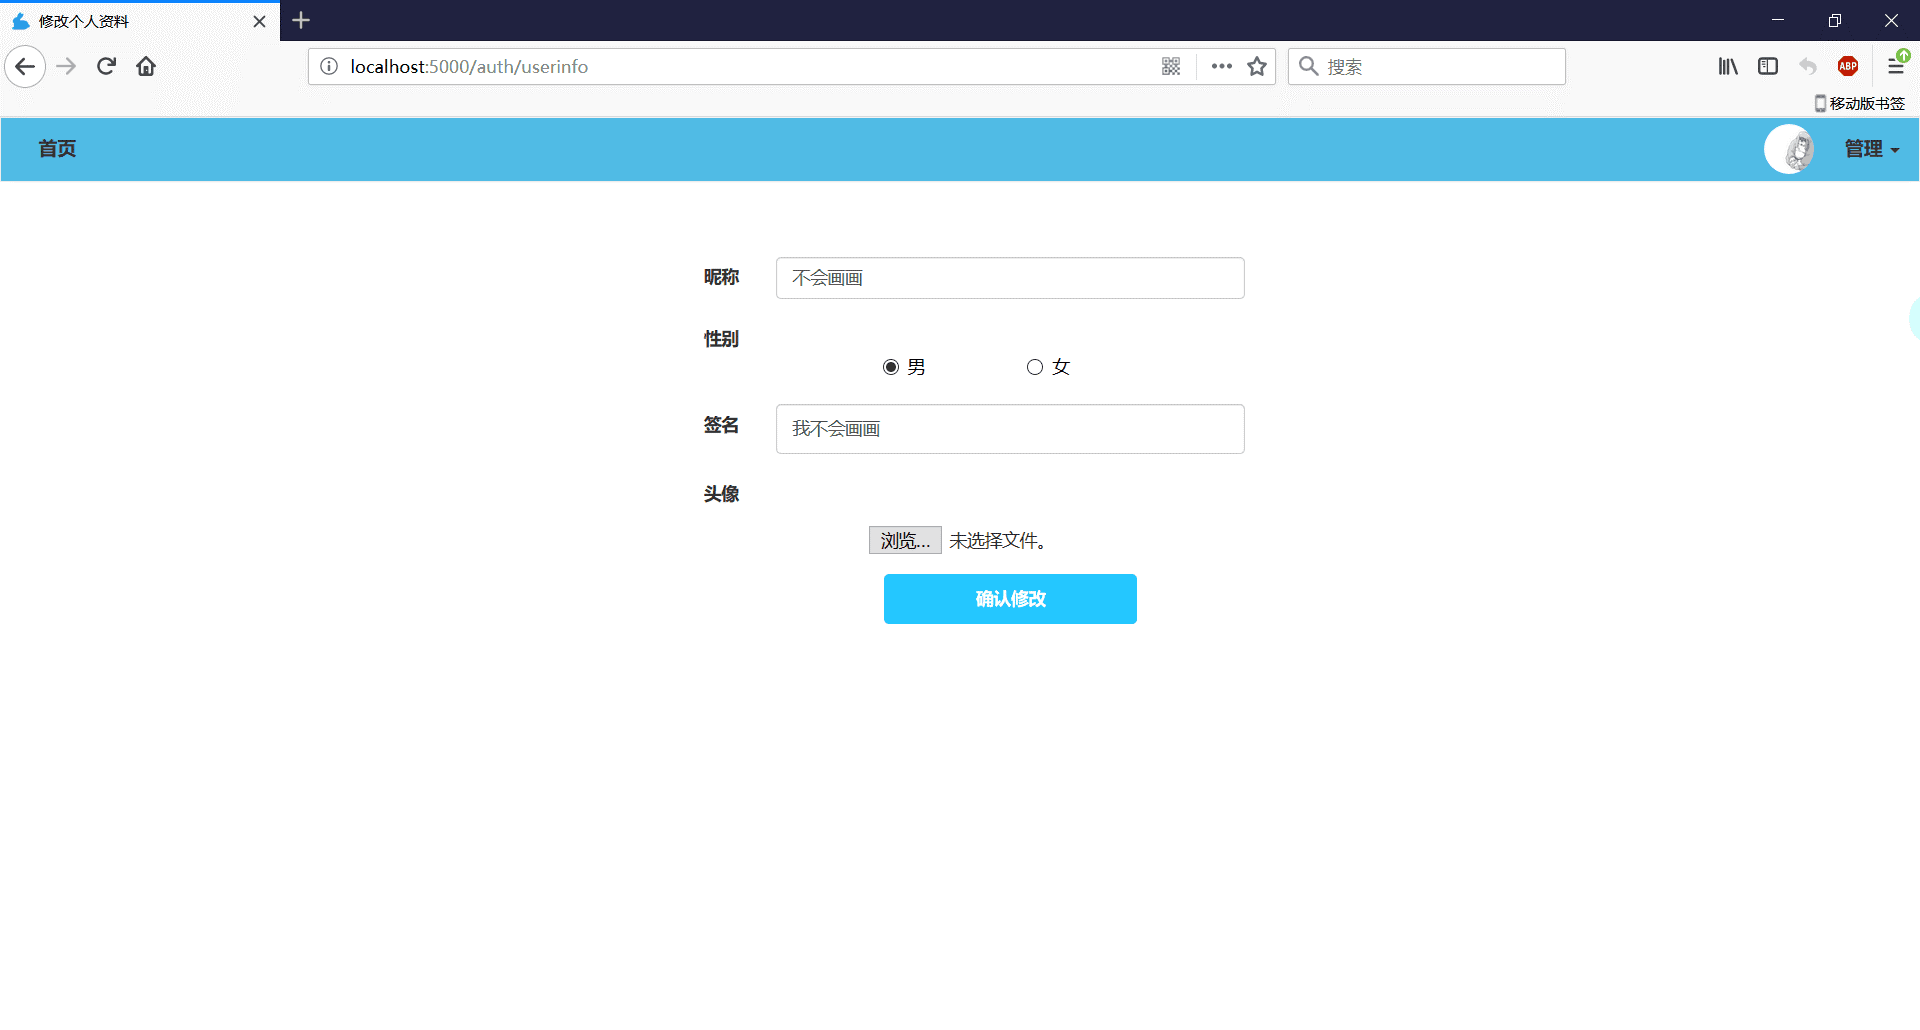 修改个人资料
localhost:5000/auth/userinfo
搜索
ABP
移动版书签
首页
管理
昵称 不会画画
性别
男 女
签名 我不会画画
头像
浏览... 未选择文件。
确认修改